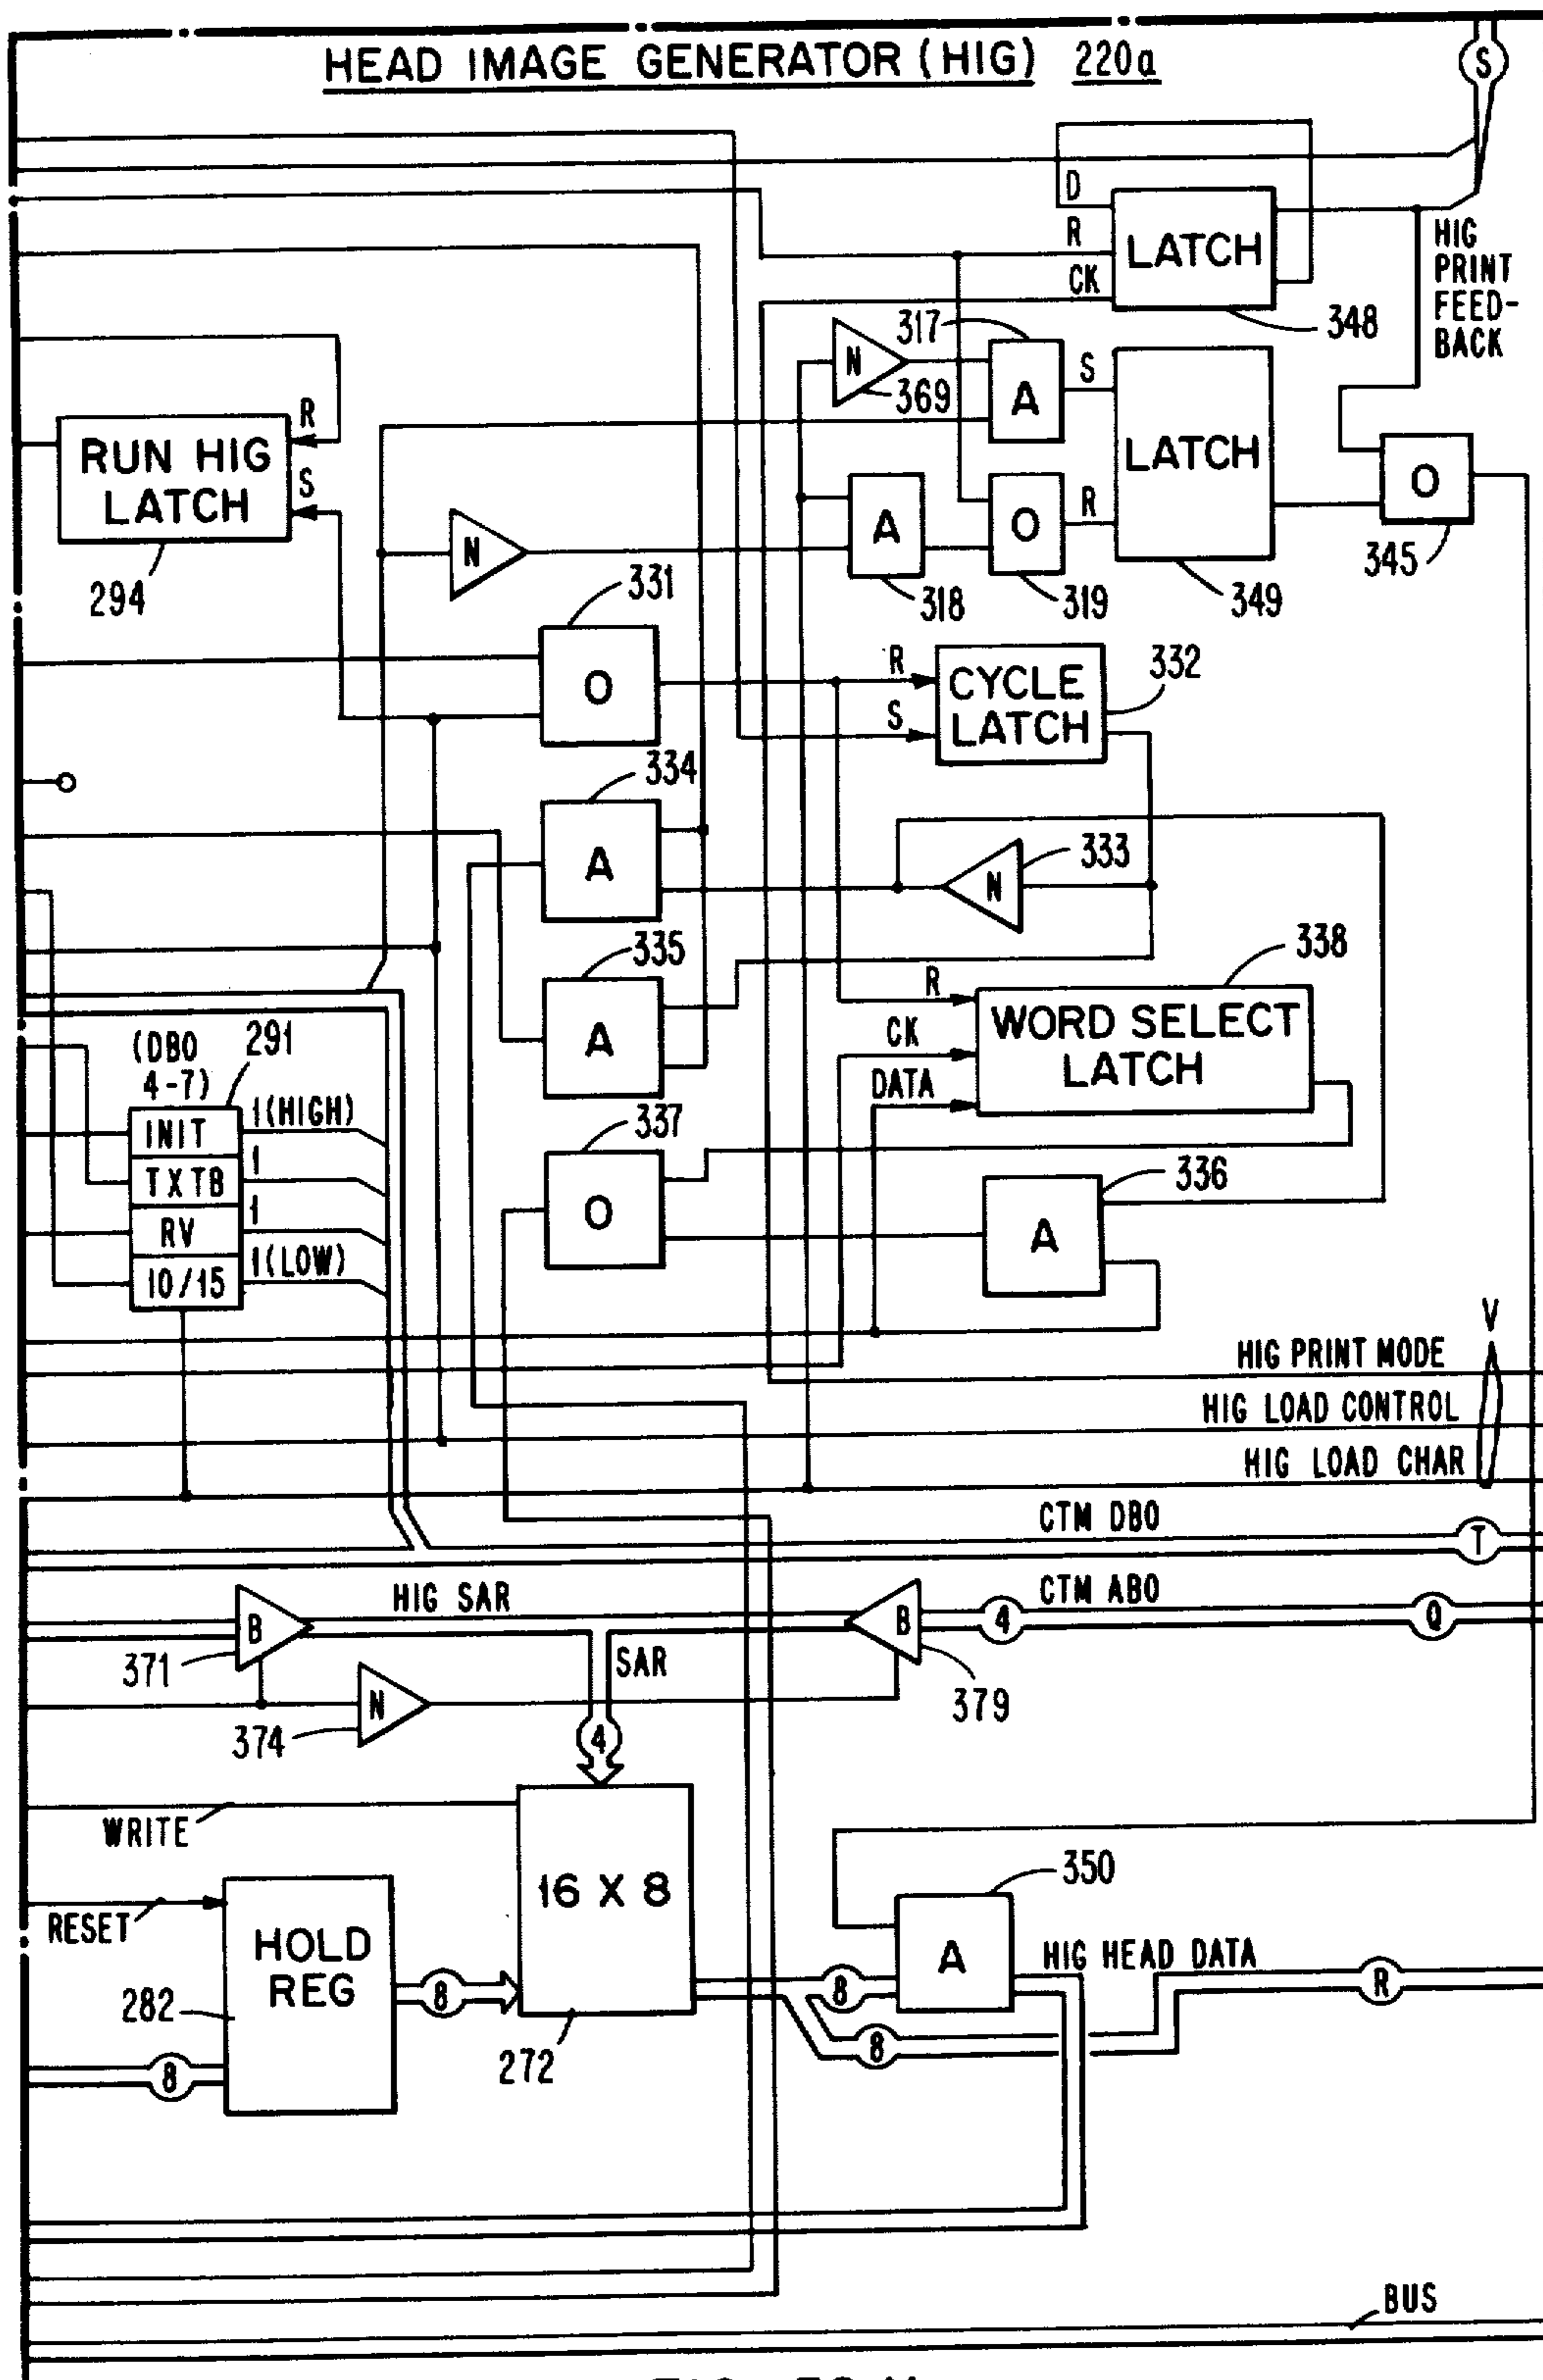 HEAD IMAGE GENERATOR (HIG) 220a
S
D
R
CK
LATCH
348
HIG
PRINT
FEED-
BACK
317
N
369
A
S
LATCH
349
R
S
RUN HIG
LATCH
294
N
A
318
O
319
R
O
345
331
O
R
S
CYCLE
LATCH
332
334
A
N
333
335
A
338
R
CK
DATA
WORD SELECT
LATCH
(DBO
4-7)
291
INIT
1(HIGH)
TXTB
1
RV
1
10/15
1(LOW)
337
O
336
A
V
HIG PRINT MODE
HIG LOAD CONTROL
HIG LOAD CHAR
CTM DBO
T
HIG SAR
CTM ABO
B
371
SAR
B
379
4
Q
374
N
4
WRITE
16 X 8
272
RESET
HOLD
REG
282
8
8
350
A
8
8
HIG HEAD DATA
R
BUS